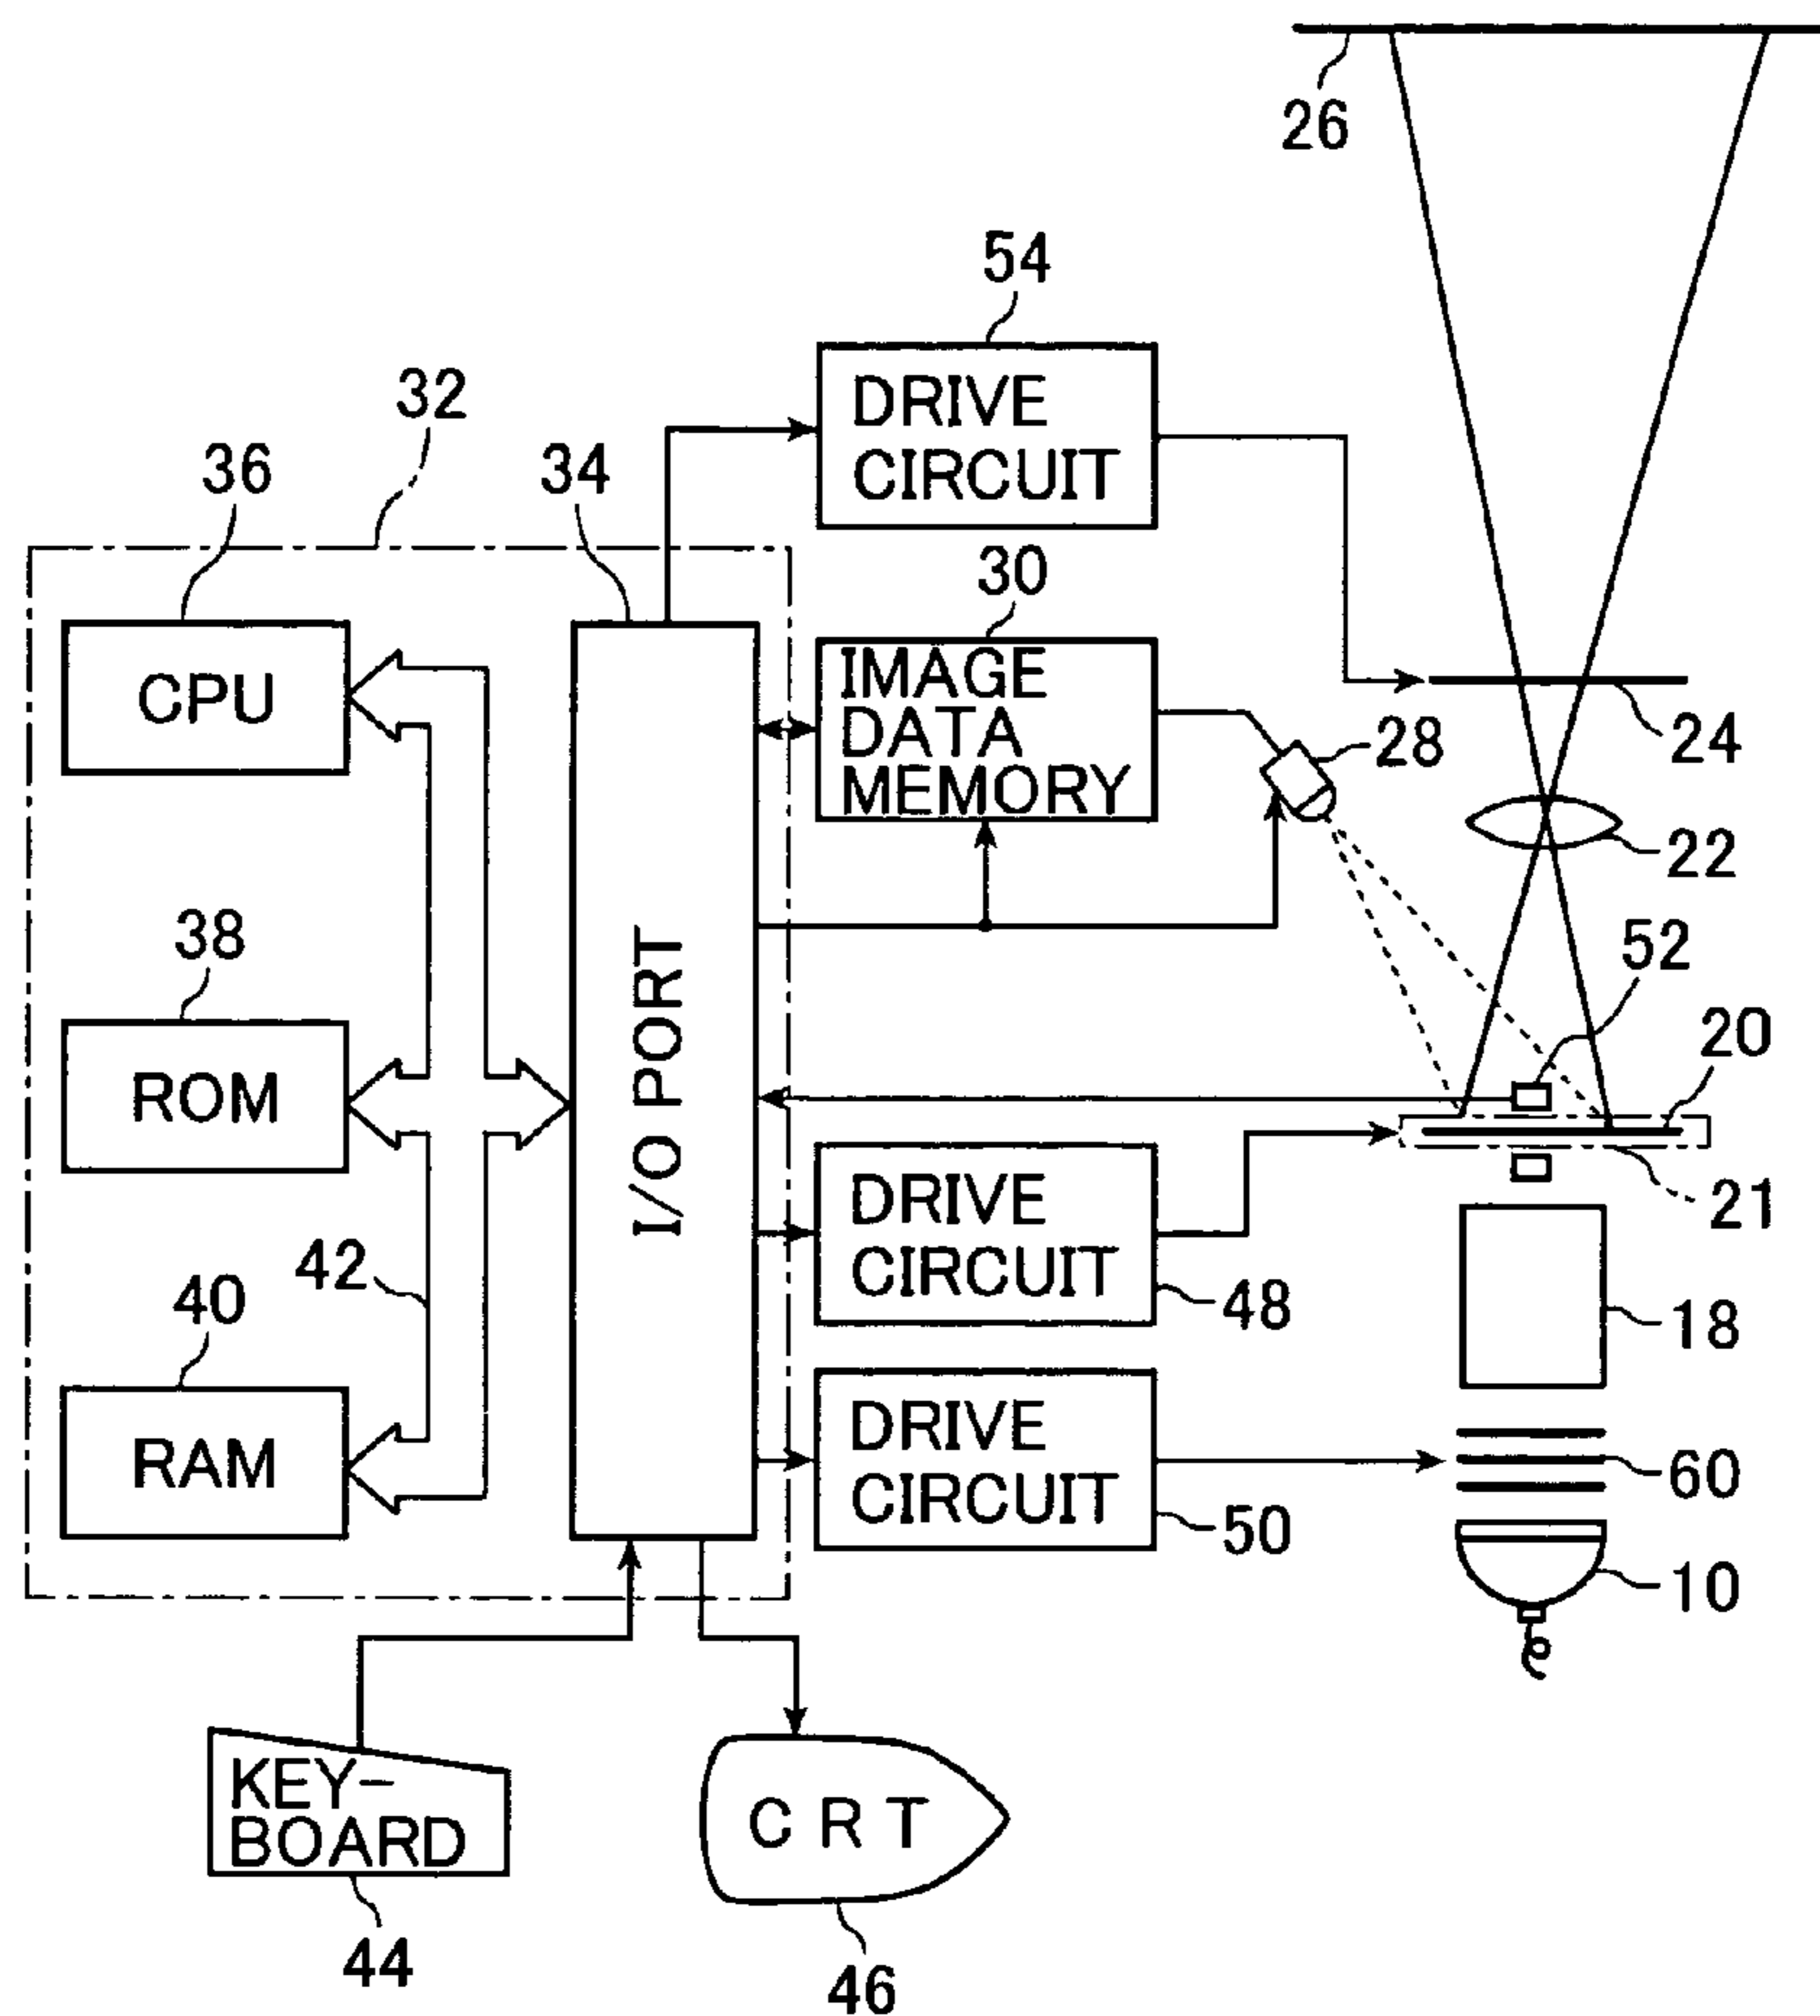 26
54
DRIVE
CIRCUIT
32
36
34
30
CPU
IMAGE
DATA
MEMORY
28
24
22
38
52
ROM
I/O PORT
20
21
DRIVE
CIRCUIT
48
42
40
18
RAM
DRIVE
CIRCUIT
50
60
10
KEY-
BOARD
44
CRT
46